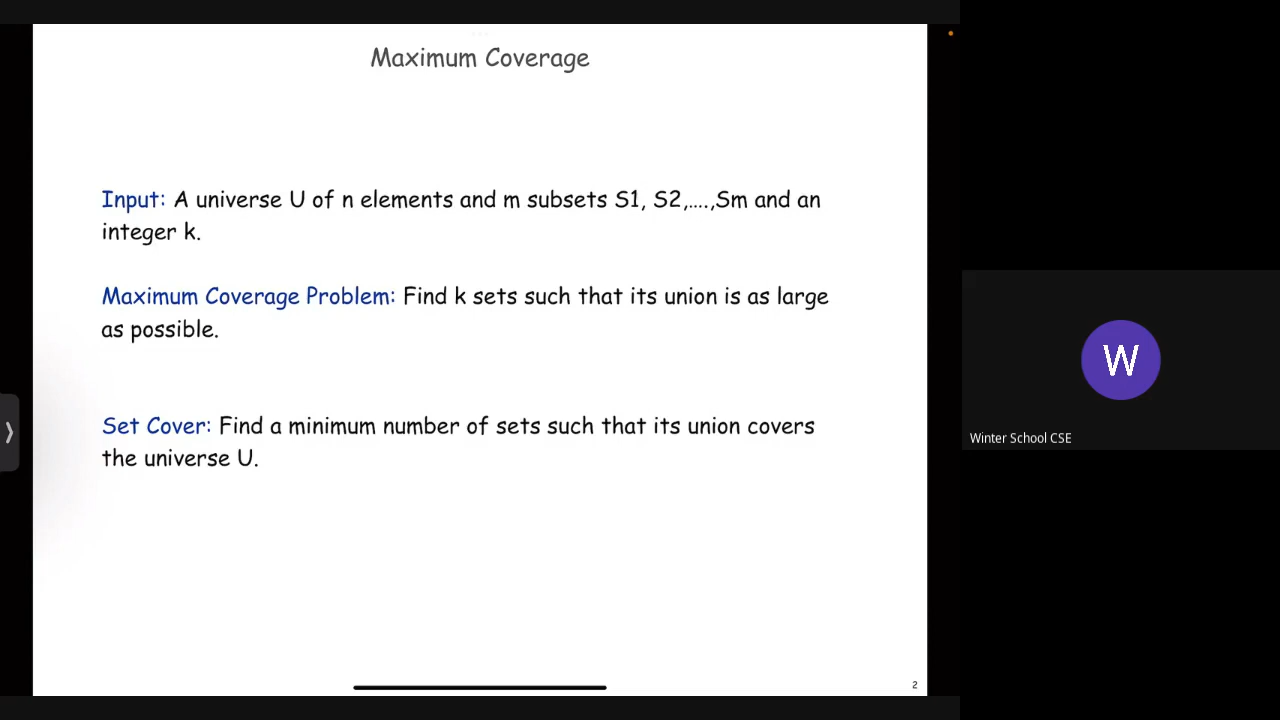 Maximum Coverage
Input: A universe U of n elements and m subsets S1, S2,....,Sm and an
integer k.
Maximum Coverage Problem: Find k sets such that its union is as large
as possible.
Set Cover: Find a minimum number of sets such that its union covers
the universe U.
2
W
Winter School CSE